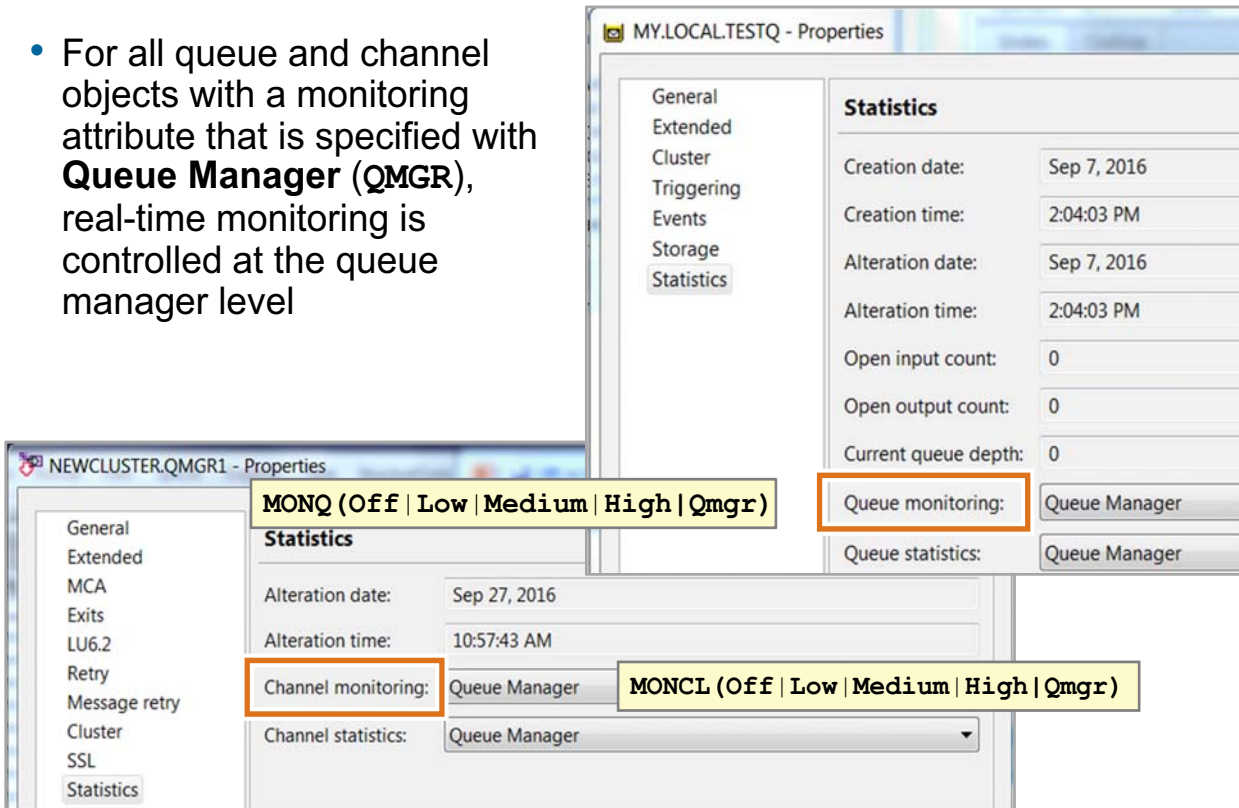 • For all queue and channel
objects with a monitoring
attribute that is specified with
Queue Manager (QMGR),
real-time monitoring is
controlled at the queue
manager level
MY.LOCAL.TESTQ - Properties
General
Extended
Cluster
Triggering
Events
Storage
Statistics
Statistics
Creation date: Sep 7, 2016
Creation time: 2:04:03 PM
Alteration date: Sep 7, 2016
Alteration time: 2:04:03 PM
Open input count: 0
Open output count: 0
Current queue depth: 0
Queue monitoring: Queue Manager
Queue statistics: Queue Manager
MONQ(Off|Low|Medium|High|Qmgr)
NEWCLUSTER.QMGR1 - Properties
General
Extended
MCA
Exits
LU6.2
Retry
Message retry
Cluster
SSL
Statistics
Statistics
Alteration date: Sep 27, 2016
Alteration time: 10:57:43 AM
Channel monitoring: Queue Manager
Channel statistics: Queue Manager
MONCL(Off|Low|Medium|High|Qmgr)